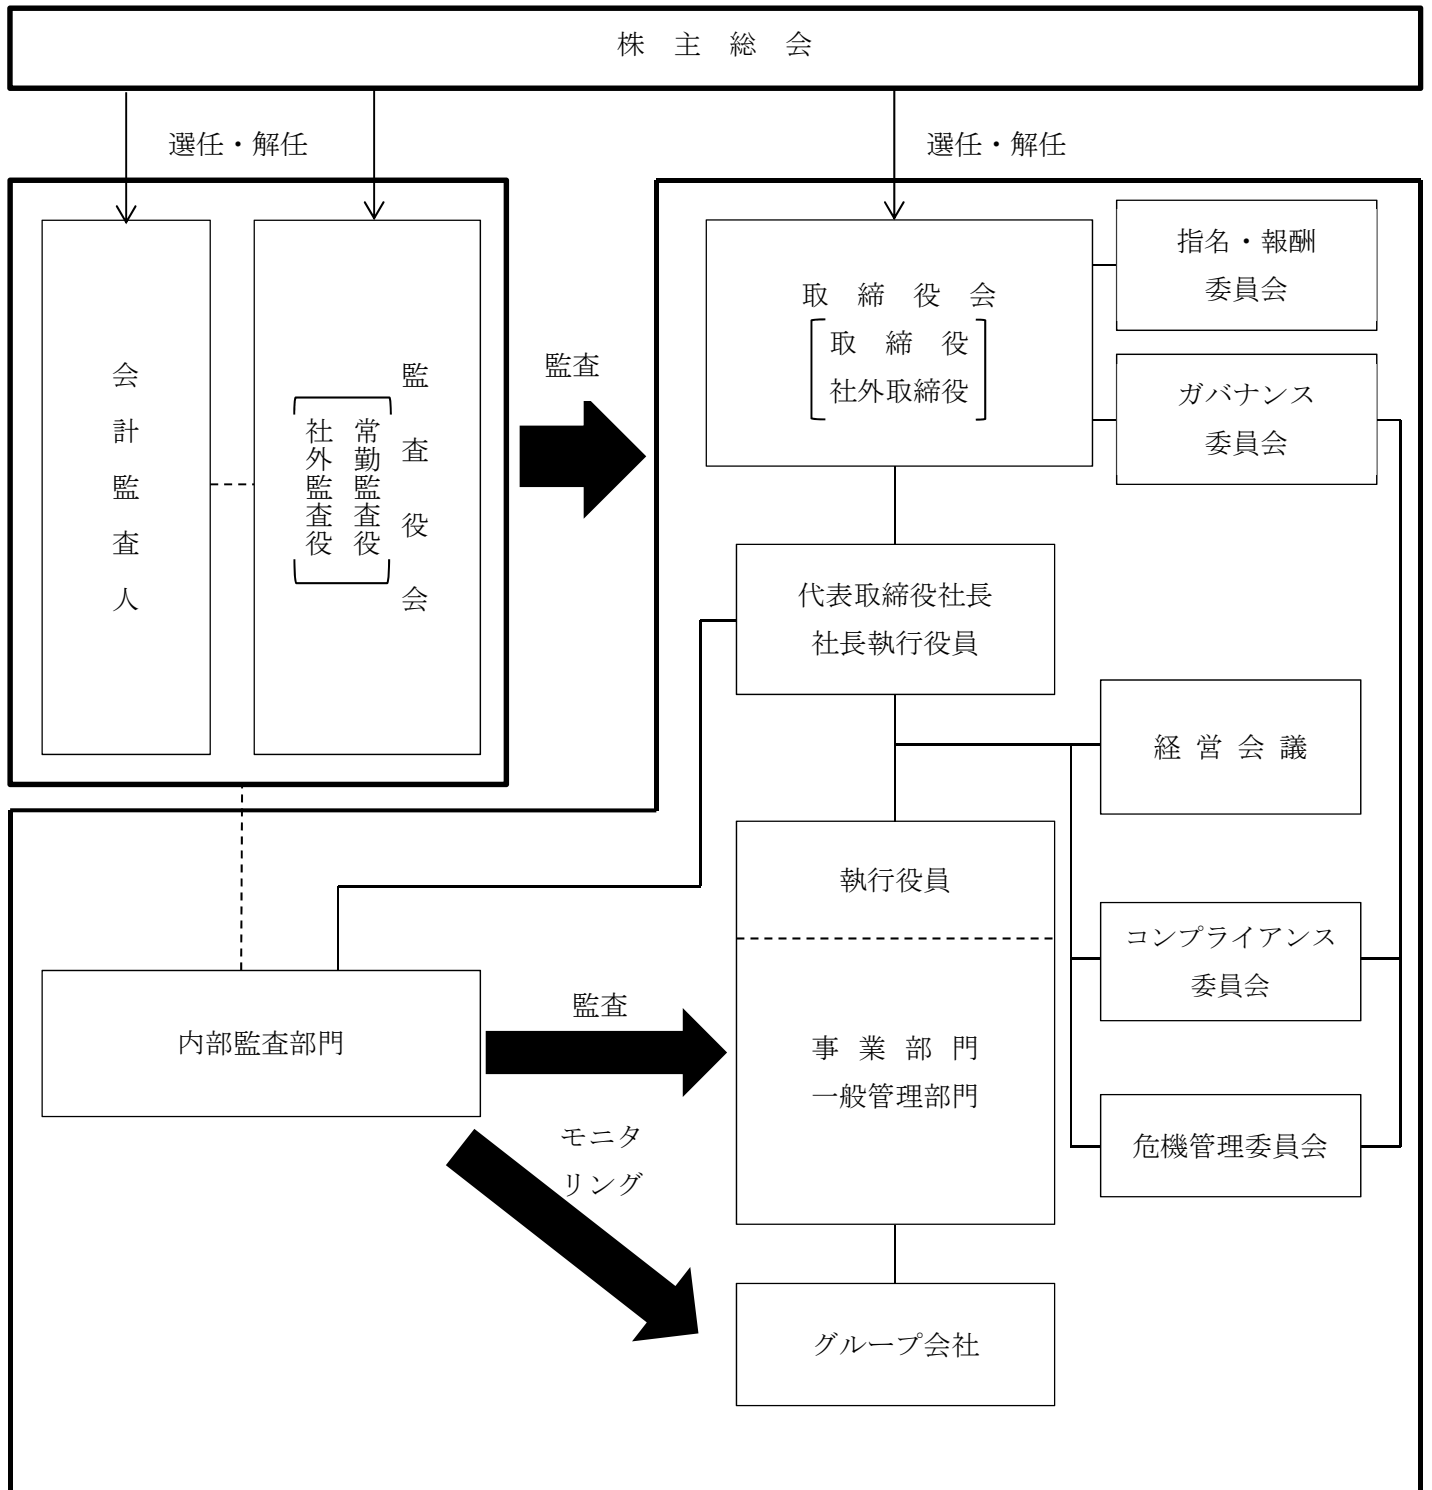 株 主 総 会
選任・解任
選任・解任
会計監査人
監査役会
常勤監査役
社外監査役
監査
取 締 役 会
取 締 役
社外取締役
指名・報酬
委員会
ガバナンス
委員会
代表取締役社長
社長執行役員
経 営 会 議
執行役員
コンプライアンス
委員会
内部監査部門
監査
事 業 部 門
一般管理部門
モニタ
リング
危機管理委員会
グループ会社